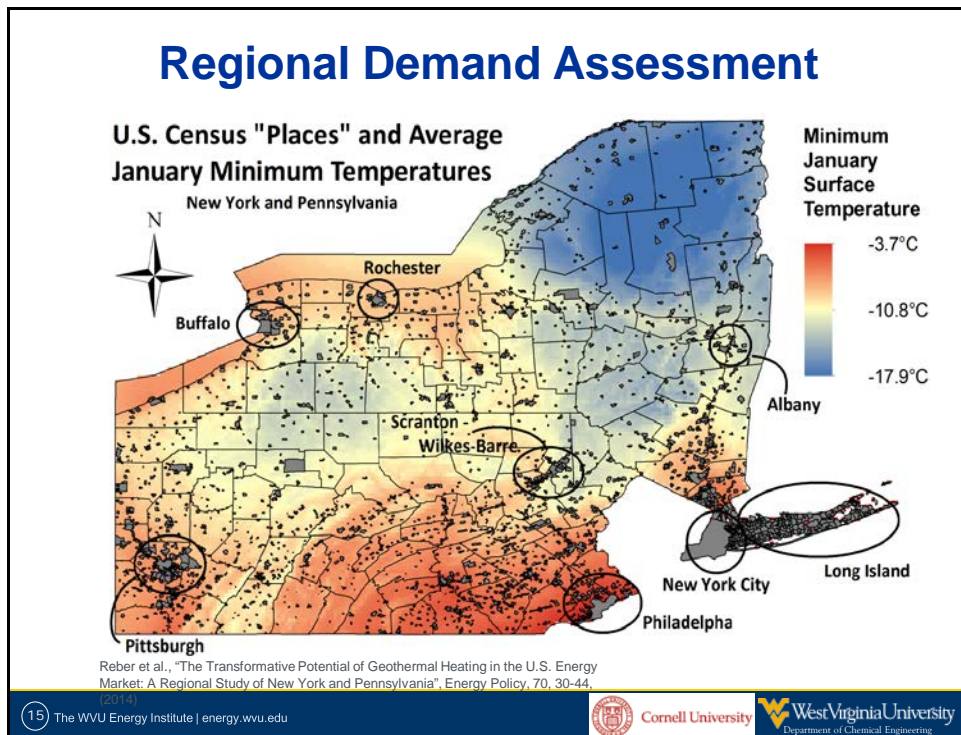 Regional Demand Assessment
U.S. Census "Places" and Average
January Minimum Temperatures
New York and Pennsylvania
N
Minimum
January
Surface
Temperature
-3.7°C
-10.8°C
-17.9°C
Rochester
Buffalo
Albany
Scranton
Wilkes-Barre
New York City
Long Island
Philadelpha
Pittsburgh
Reber et al., "The Transformative Potential of Geothermal Heating in the U.S. Energy
Market: A Regional Study of New York and Pennsylvania", Energy Policy, 70, 30-44,
(2014)
15 The WVU Energy Institute | energy.wvu.edu
Cornell University
WestVirginiaUniversity
Department of Chemical Engineering